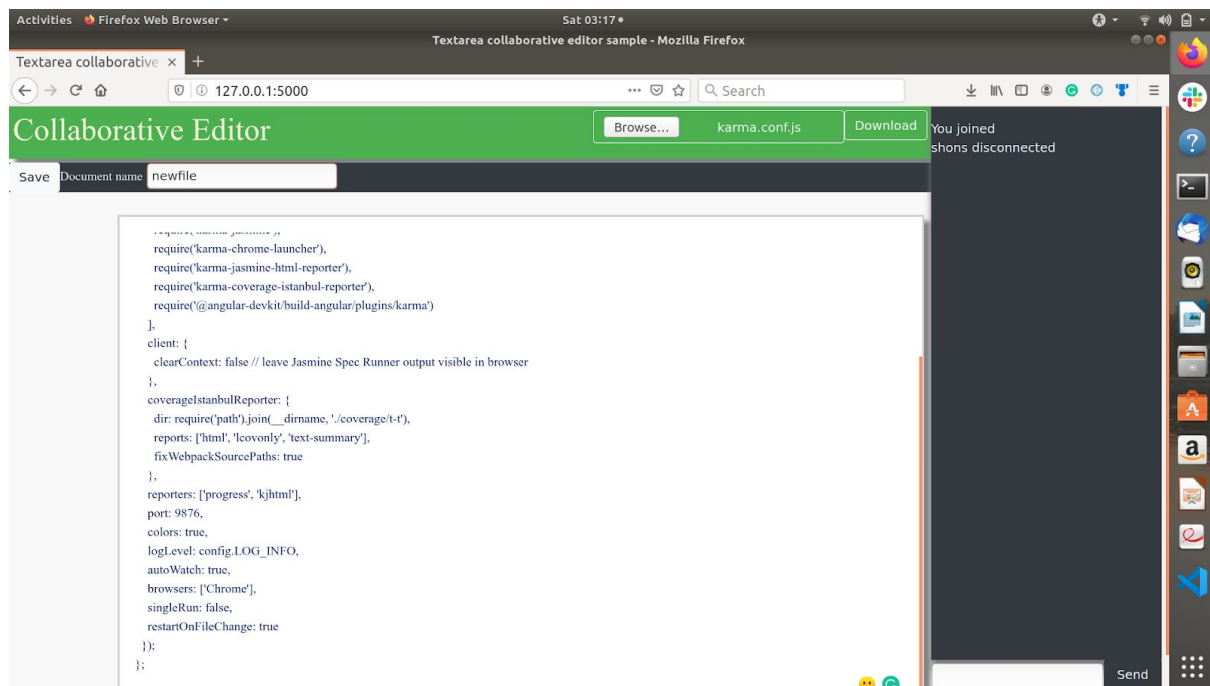 Activities Firefox Web Browser
Sat 03:17
Textarea collaborative editor sample - Mozilla Firefox
Textarea collaborative × +
127.0.0.1:5000
Search
Collaborative Editor
Browse... karma.conf.js
Download
You joined
shons disconnected
Save Document name newfile
require('karma-jasmine'),
require('karma-chrome-launcher'),
require('karma-jasmine-html-reporter'),
require('karma-coverage-istanbul-reporter'),
require('@angular-devkit/build-angular/plugins/karma')
],
client: {
clearContext: false // leave Jasmine Spec Runner output visible in browser
},
coverageIstanbulReporter: {
dir: require('path').join(__dirname, './coverage/t-t'),
reports: ['html', 'lcovonly', 'text-summary'],
fixWebpackSourcePaths: true
},
reporters: ['progress', 'kjhtml'],
port: 9876,
colors: true,
logLevel: config.LOG_INFO,
autoWatch: true,
browsers: ['Chrome'],
singleRun: false,
restartOnFileChange: true
});
};
Send